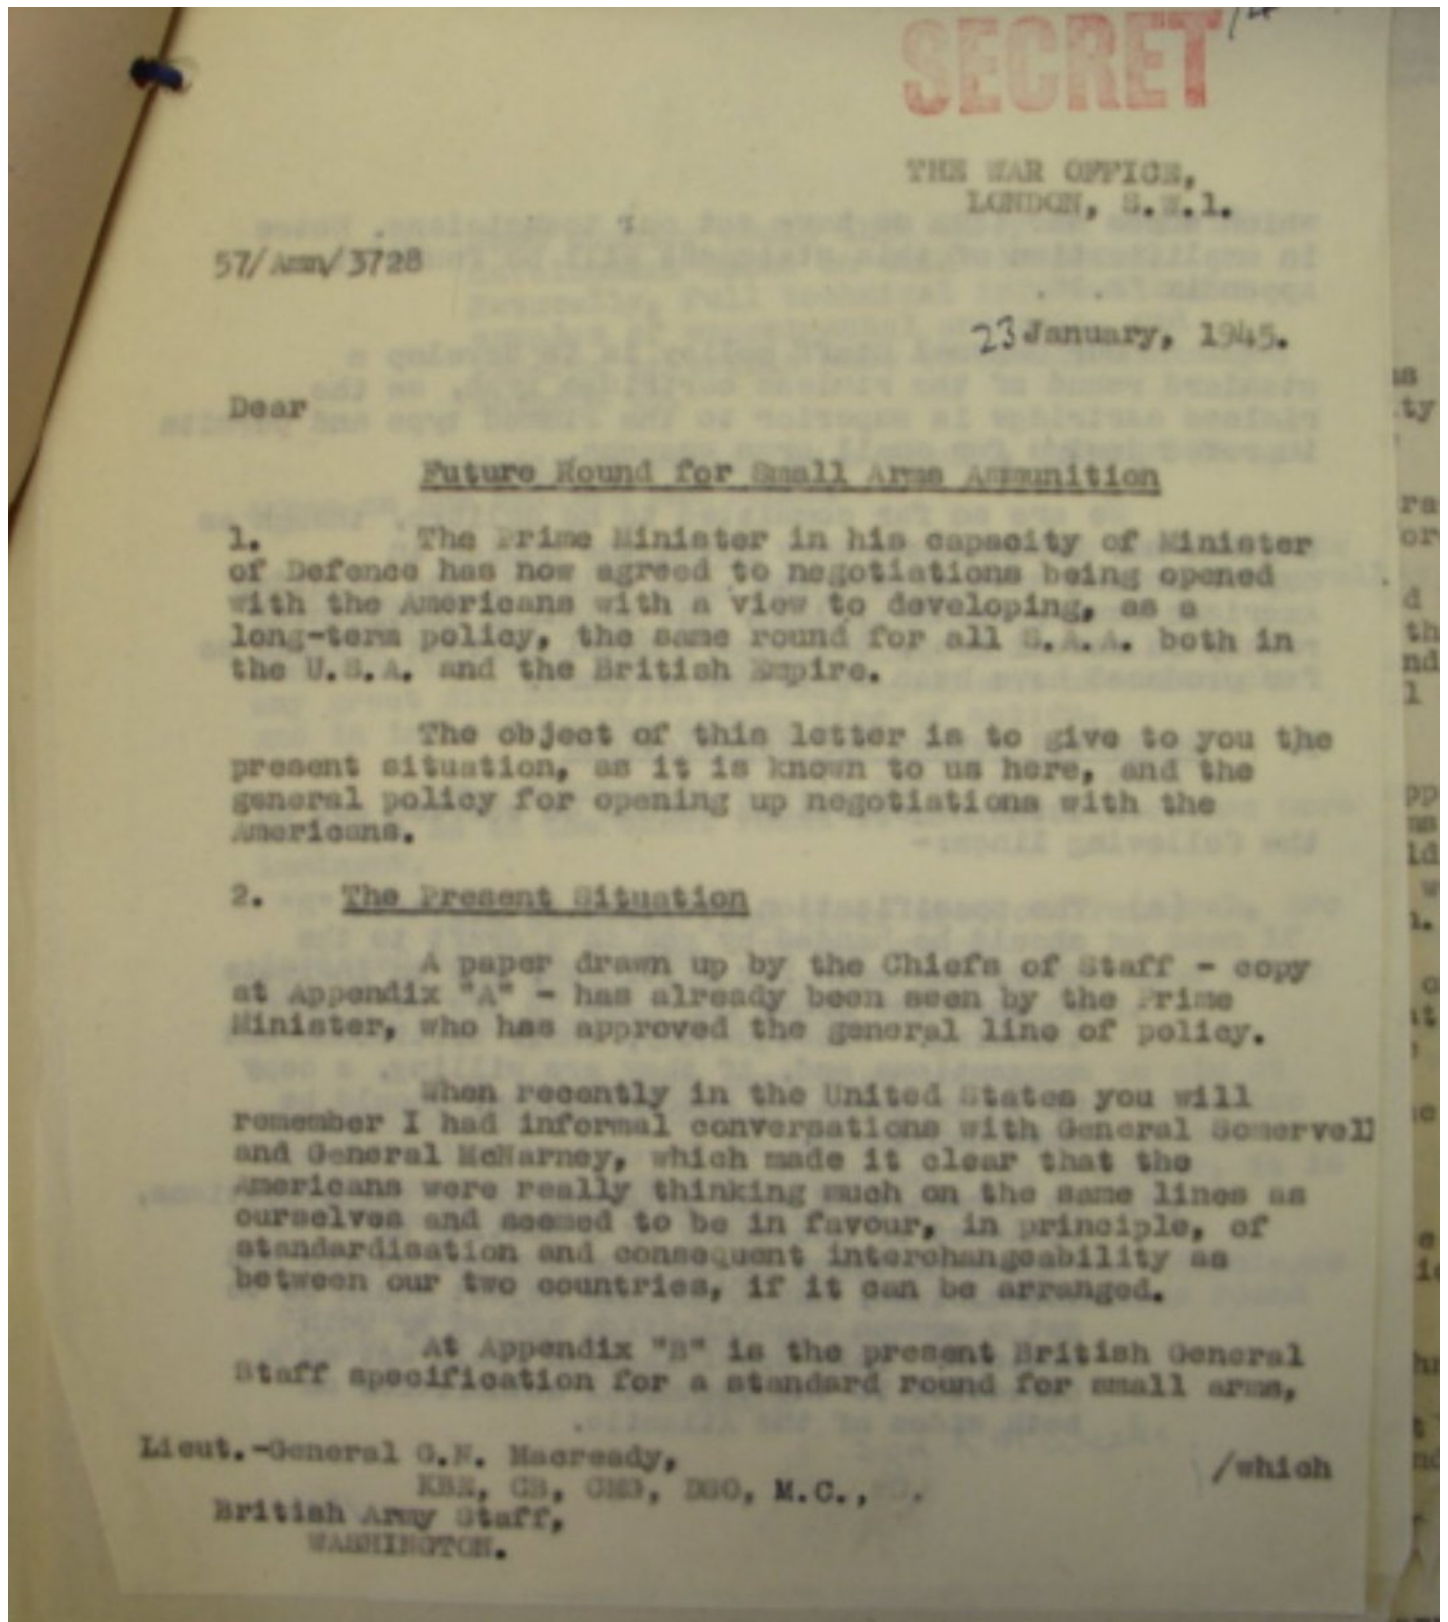 SECRET
THE WAR OFFICE,
LONDON, S.W.1.
57/Amn/3728
23 January, 1945.
Dear
Future Round for Small Arms Ammunition
1. The Prime Minister in his capacity of Minister
of Defence has now agreed to negotiations being opened
with the Americans with a view to developing, as a
long-term policy, the same round for all S.A.A. both in
the U.S.A. and the British Empire.
The object of this letter is to give to you the
present situation, as it is known to us here, and the
general policy for opening up negotiations with the
Americans.
2. The Present Situation
A paper drawn up by the Chiefs of Staff - copy
at Appendix "A" - has already been seen by the Prime
Minister, who has approved the general line of policy.
When recently in the United States you will
remember I had informal conversations with General Somervell
and General McNarney, which made it clear that the
Americans were really thinking much on the same lines as
ourselves and seemed to be in favour, in principle, of
standardisation and consequent interchangeability as
between our two countries, if it can be arranged.
At Appendix "B" is the present British General
Staff specification for a standard round for small arms,
/which
Lieut.-General G.N. Macready,
KBE, CB, CMG, DSO, M.C.,
British Army Staff,
WASHINGTON.